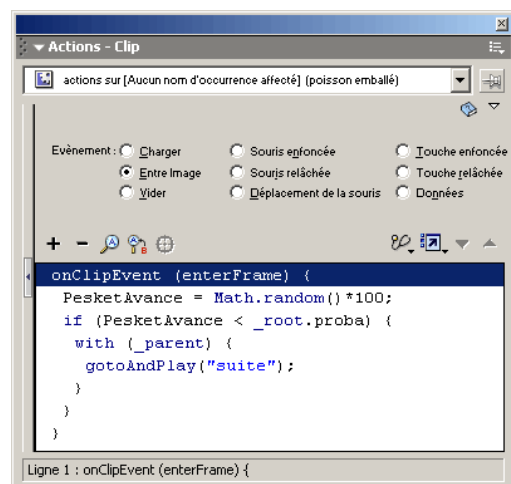 Actions - Clip
actions sur [Aucun nom d'occurrence affecté] (poisson emballé)
Evènement : Charger Souris enfoncée Touche enfoncée
Entre Image Souris relâchée Touche relâchée
Vider Déplacement de la souris Données
onClipEvent (enterFrame) {
PesketAvance = Math.random()*100;
if (PesketAvance < _root.proba) {
with (_parent) {
gotoAndPlay("suite");
}
}
}
Ligne 1 : onClipEvent (enterFrame) {